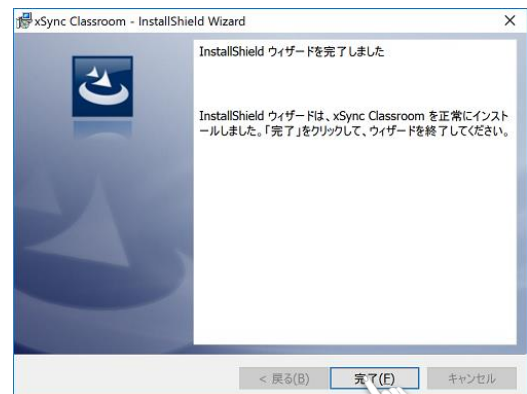 xSync Classroom - InstallShield Wizard
InstallShield ウィザードを完了しました
InstallShield ウィザードは、xSync Classroom を正常にインスト
ールしました。「完了」をクリックして、ウィザードを終了してください。
< 戻る(B) 完了(F) キャンセル